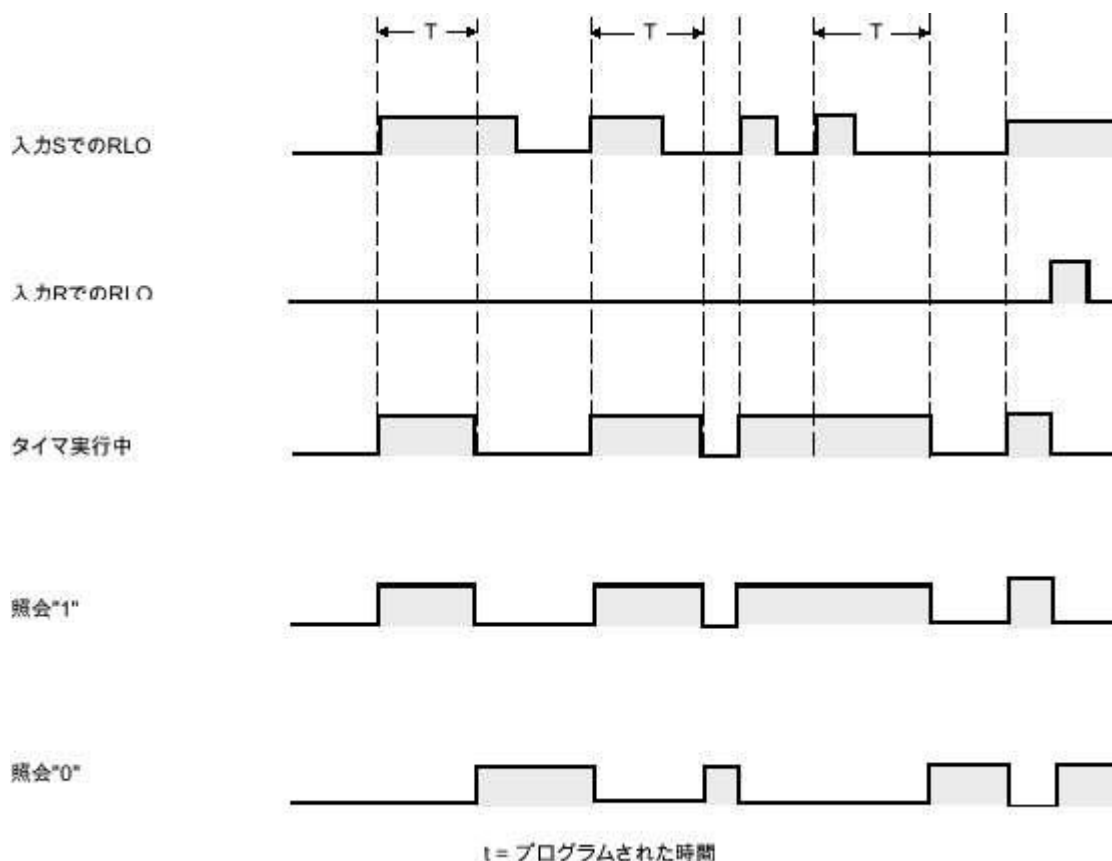 T T T
入力SでのRLO
入力RでのRLO
タイマ実行中
照会"1"
照会"0"
t = プログラムされた時間